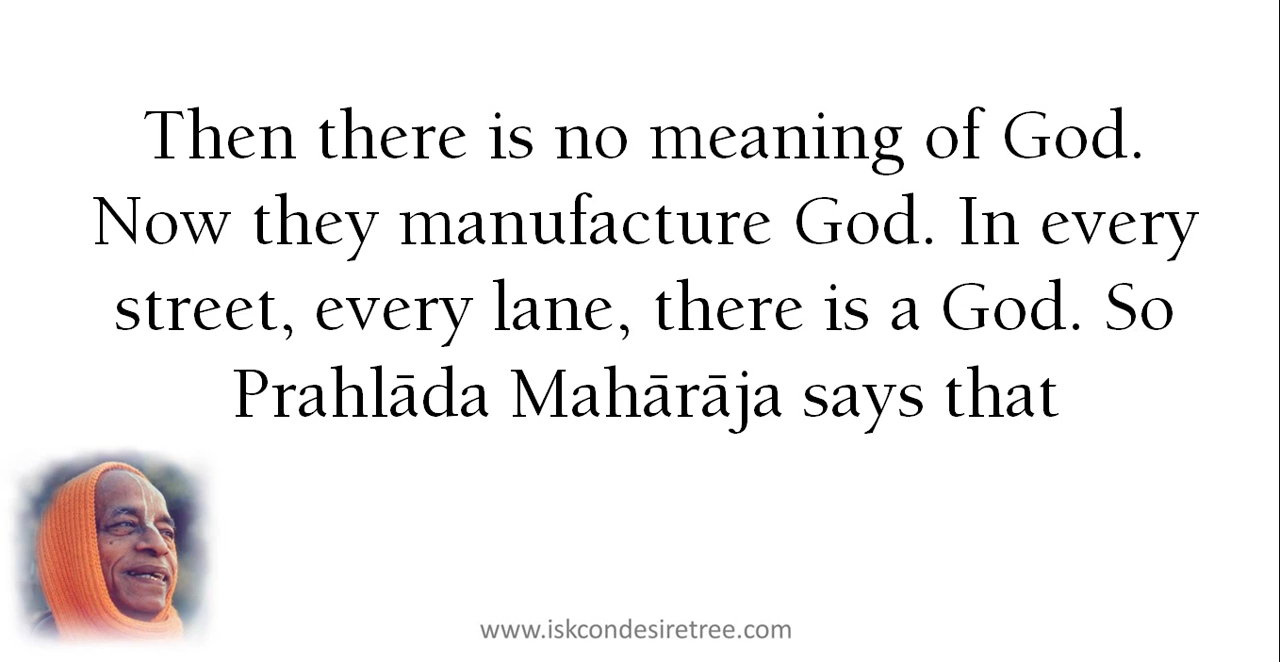 Then there is no meaning of God.
Now they manufacture God. In every
street, every lane, there is a God. So
Prahlāda Mahārāja says that
www.iskcondesiretree.com